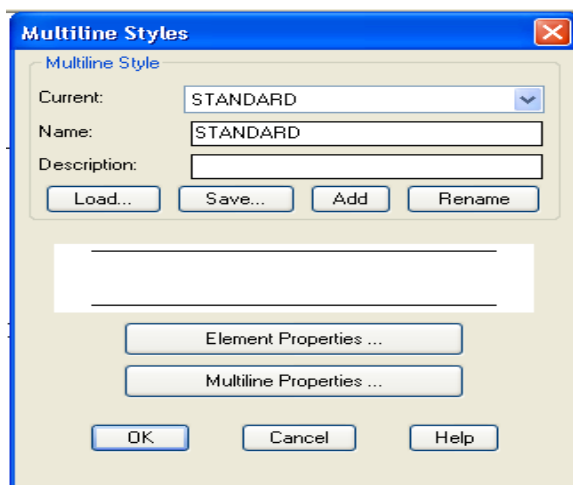 Multiline Styles
Multiline Style
Current: STANDARD
Name: STANDARD
Description:
Load... Save... Add Rename
Element Properties ...
Multiline Properties ...
OK Cancel Help